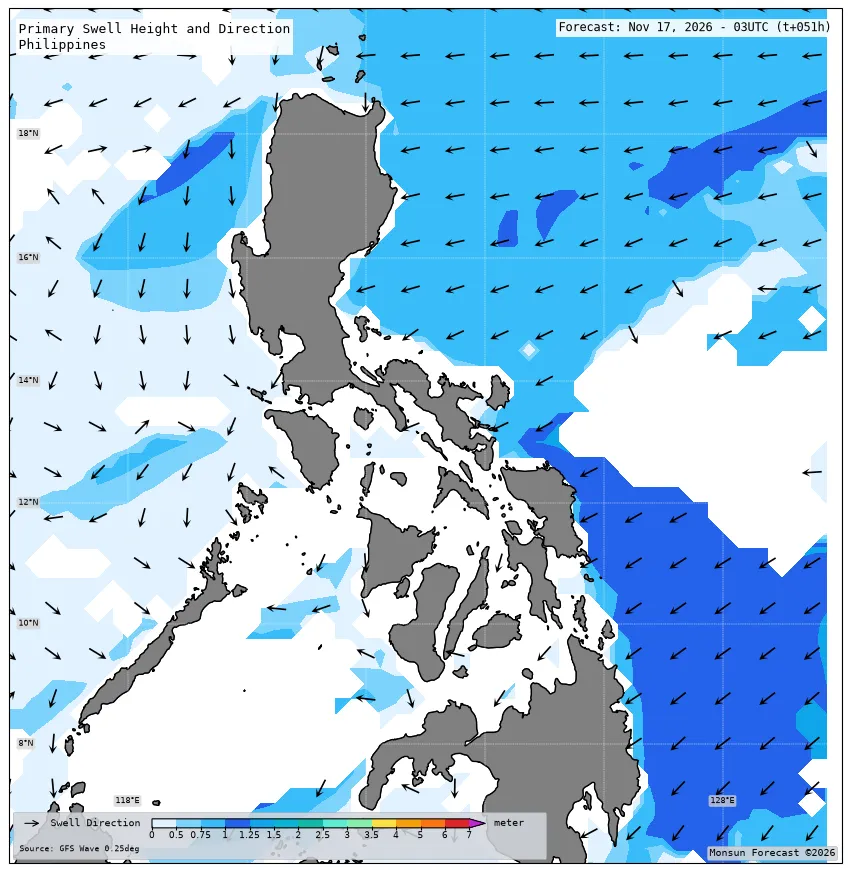 Primary Swell Height and Direction
Philippines
Forecast: Nov 17, 2026 - 03UTC (t+051h)
18°N
16°N
14°N
12°N
10°N
8°N
118°E
128°E
Swell Direction
0 0.5 0.75 1 1.25 1.5 2 2.5 3 3.5 4 5 6 7
meter
Source: GFS Wave 0.25deg
Monsun Forecast ©2026